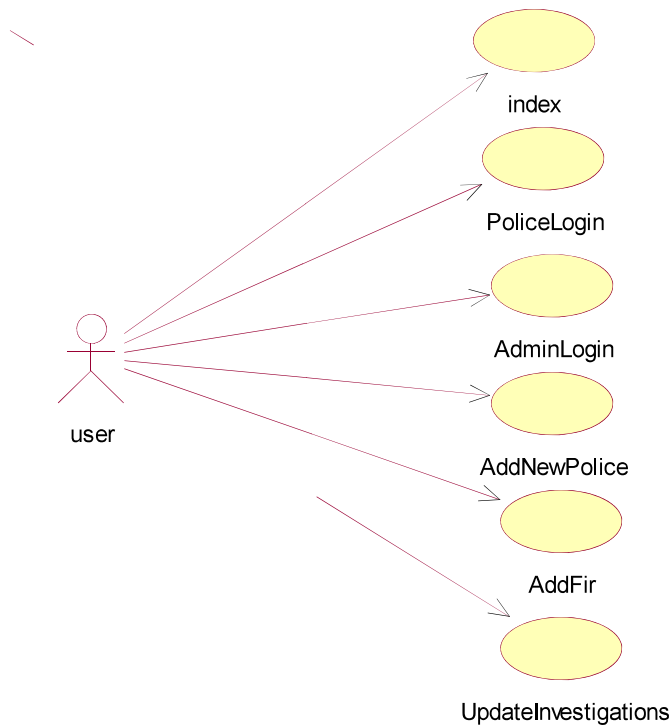 index
PoliceLogin
AdminLogin
user
AddNewPolice
AddFir
UpdateInvestigations